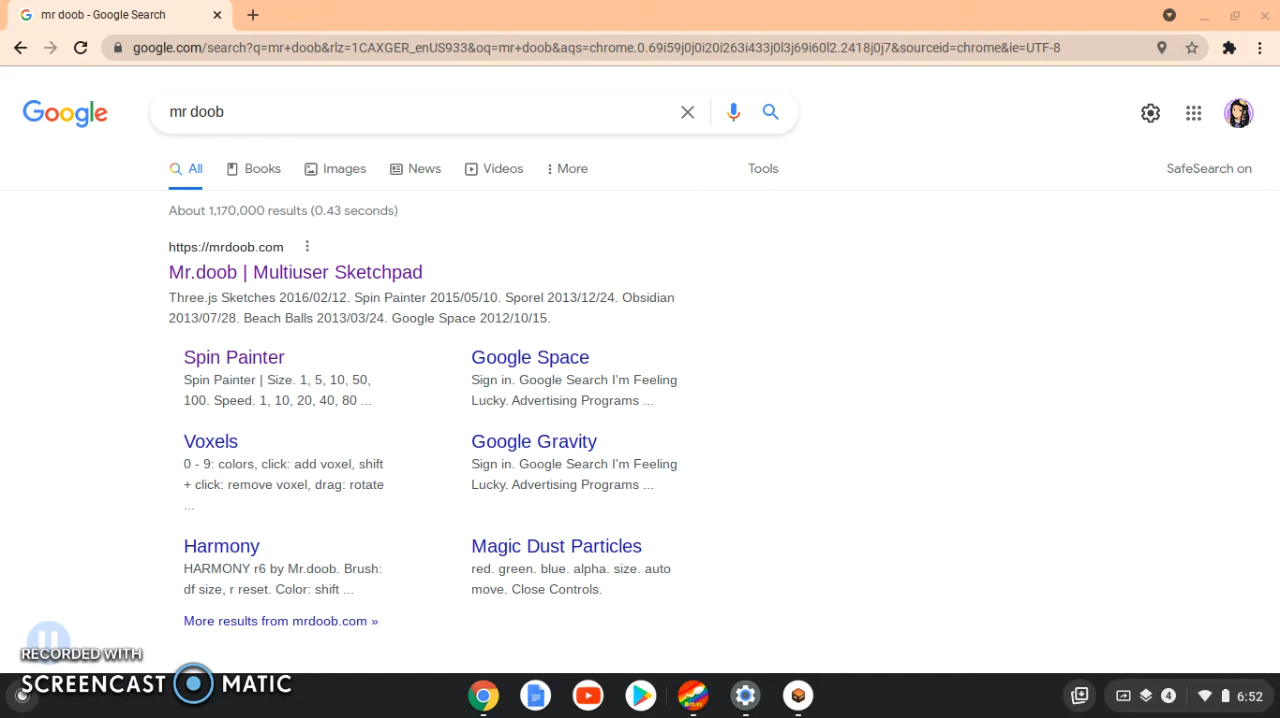 mr doob - Google Search
google.com/search?q=mr+doob&rlz=1CAXGER_enUS933&oq=mr+doob&aqs=chrome.0.69i59j0j0i20i263i433j0l3j69i60l2.2418j0j7&sourceid=chrome&ie=UTF-8
Google
mr doob
All Books Images News Videos More Tools SafeSearch on
About 1,170,000 results (0.43 seconds)
https://mrdoob.com
Mr.doob | Multiuser Sketchpad
Three.js Sketches 2016/02/12. Spin Painter 2015/05/10. Sporel 2013/12/24. Obsidian
2013/07/28. Beach Balls 2013/03/24. Google Space 2012/10/15.
Spin Painter
Spin Painter | Size. 1, 5, 10, 50,
100. Speed. 1, 10, 20, 40, 80 ...
Google Space
Sign in. Google Search I'm Feeling
Lucky. Advertising Programs ...
Voxels
0 - 9: colors, click: add voxel, shift
+ click: remove voxel, drag: rotate
...
Google Gravity
Sign in. Google Search I'm Feeling
Lucky. Advertising Programs ...
Harmony
HARMONY r6 by Mr.doob. Brush:
df size, r reset. Color: shift ...
Magic Dust Particles
red. green. blue. alpha. size. auto
move. Close Controls.
More results from mrdoob.com »
RECORDED WITH
SCREENCAST MATIC
4
6:52